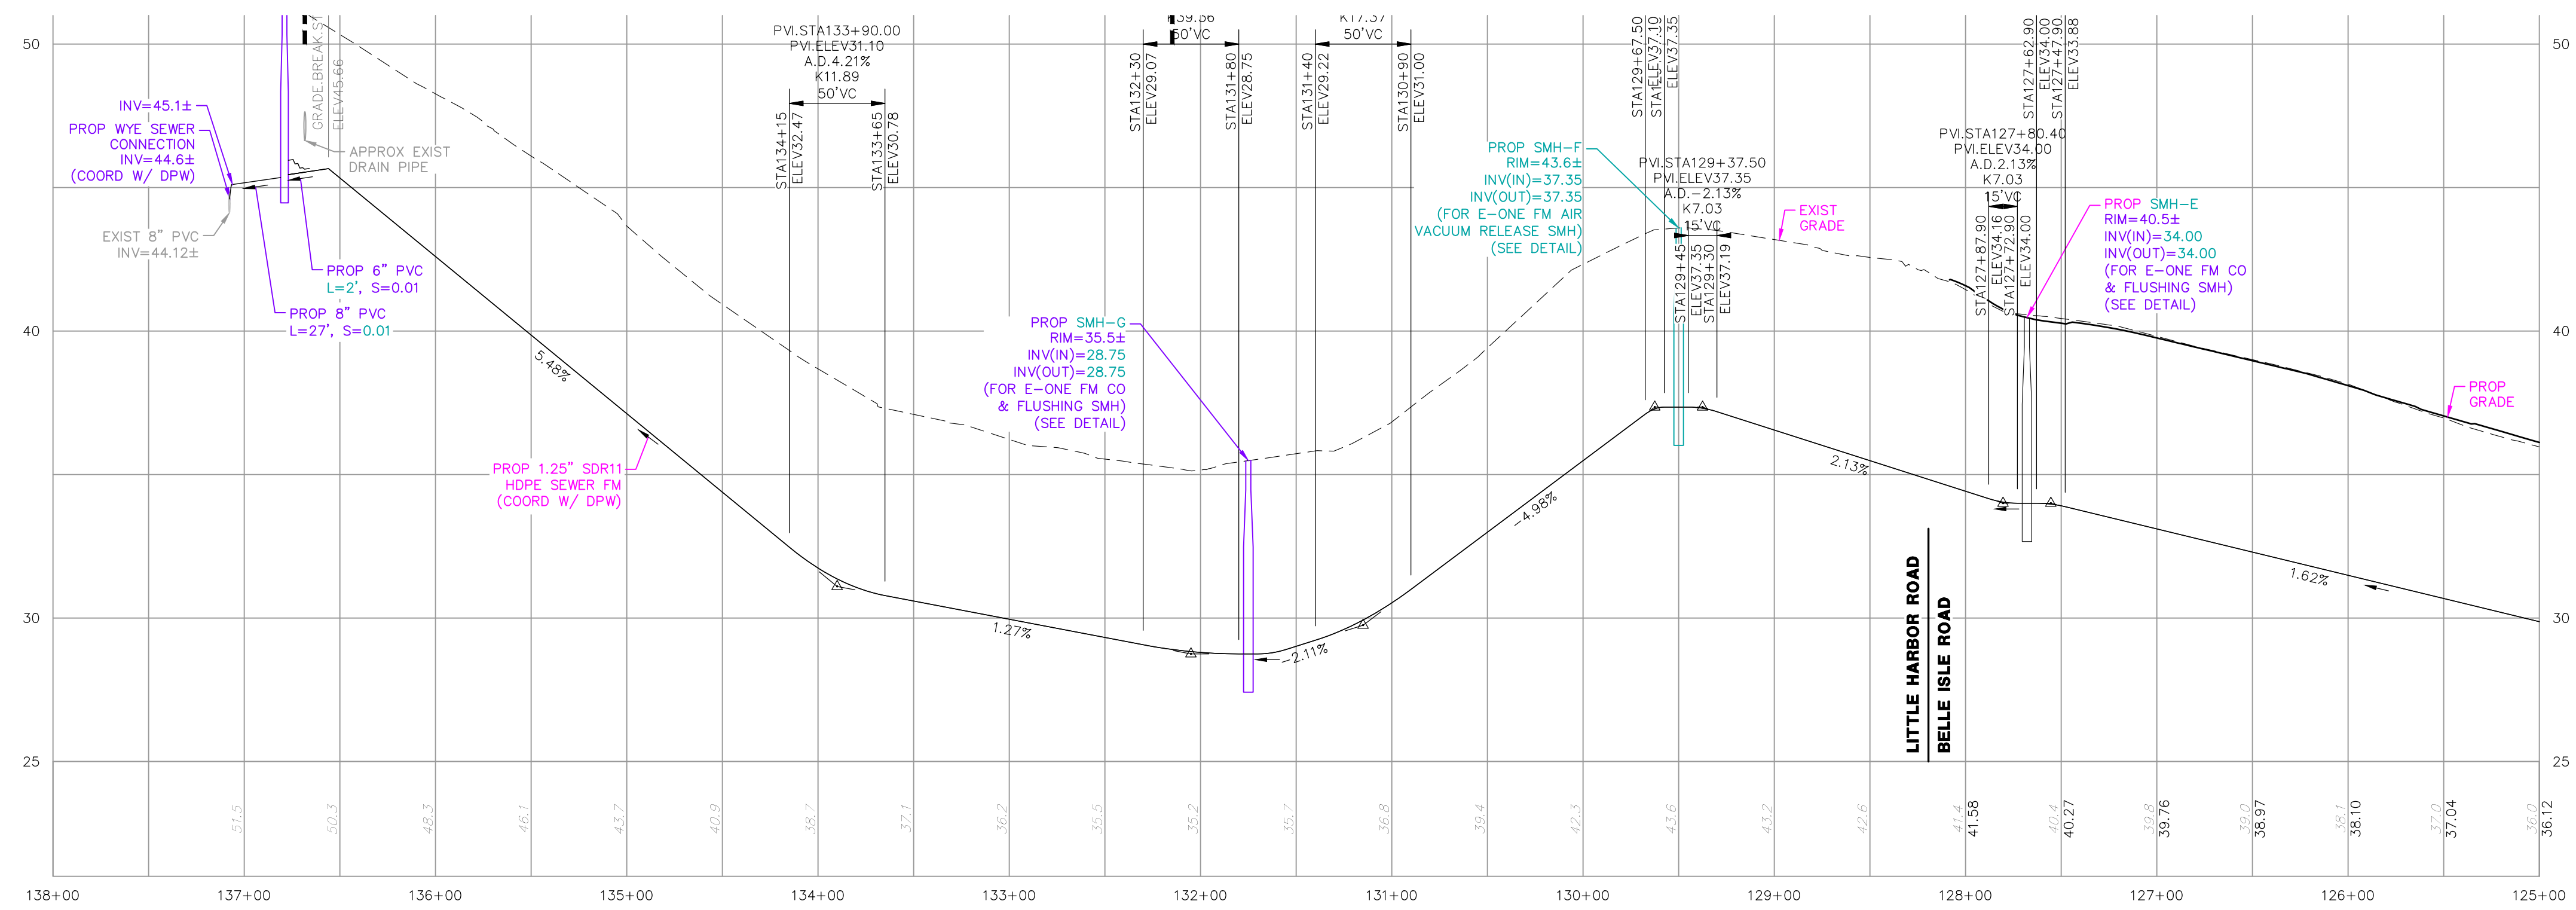 50
50
40
40
30
30
25
25
INV=45.1±
PROP WYE SEWER
CONNECTION
INV=44.6±
(COORD W/ DPW)
EXIST 8" PVC
INV=44.12±
ELEV45.66
APPROX EXIST
DRAIN PIPE
PROP 6" PVC
L=2', S=0.01
PROP 8" PVC
L=27', S=0.01
5.48%
PROP 1.25" SDR11
HDPE SEWER FM
(COORD W/ DPW)
PVI.STA133+90.00
PVI.ELEV31.10
A.D.4.21%
K11.89
50'VC
STA134+15
ELEV32.47
STA133+65
ELEV30.78
1.27%
K39.56
50'VC
STA132+30
ELEV29.07
STA131+80
ELEV28.75
K17.37
50'VC
STA131+40
ELEV29.22
STA130+90
ELEV31.00
PROP SMH-G
RIM=35.5±
INV(IN)=28.75
INV(OUT)=28.75
(FOR E-ONE FM CO
& FLUSHING SMH)
(SEE DETAIL)
-2.11%
-4.98%
PROP SMH-F
RIM=43.6±
INV(IN)=37.35
INV(OUT)=37.35
(FOR E-ONE FM AIR
VACUUM RELEASE SMH)
(SEE DETAIL)
STA129+67.50
ELEV37.10
ELEV37.35
PVI.STA129+37.50
PVI.ELEV37.35
A.D.-2.13%
K7.03
15'VC
STA129+45
ELEV37.35
STA129+30
ELEV37.19
EXIST
GRADE
2.13%
PVI.STA127+80.40
PVI.ELEV34.00
A.D.2.13%
K7.03
15'VC
STA127+87.90
ELEV34.16
STA127+72.90
ELEV34.00
STA127+62.90
ELEV34.00
STA127+47.90
ELEV33.88
PROP SMH-E
RIM=40.5±
INV(IN)=34.00
INV(OUT)=34.00
(FOR E-ONE FM CO
& FLUSHING SMH)
(SEE DETAIL)
PROP
GRADE
1.62%
LITTLE HARBOR ROAD
BELLE ISLE ROAD
51.5
50.3
48.3
46.1
43.7
40.9
38.7
37.1
36.2
35.5
35.2
35.7
36.8
39.4
42.3
43.6
43.2
42.6
41.4
41.58
40.4
40.27
39.8
39.76
39.0
38.97
38.1
38.10
37.0
37.04
36.0
36.12
138+00
137+00
136+00
135+00
134+00
133+00
132+00
131+00
130+00
129+00
128+00
127+00
126+00
125+00